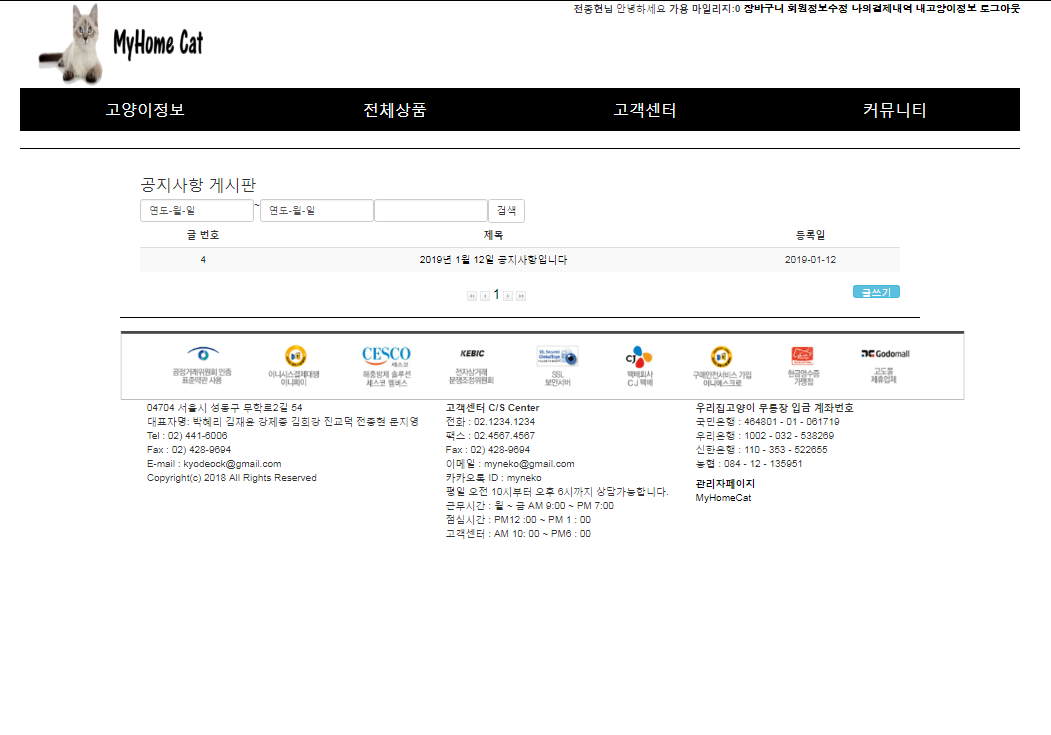 전종현님 안녕하세요 가용 마일리지:0 장바구니 회원정보수정 나의결제내역 내고양이정보 로그아웃
MyHome Cat
고양이정보 전체상품 고객센터 커뮤니티
공지사항 게시판
연도-월-일 ~ 연도-월-일 검색
글 번호 제목 등록일
4 2019년 1월 12일 공지사항입니다 2019-01-12
1
글쓰기
공정거래위원회 인증
표준약관 사용
이니시스결제대행
이니페이
CESCO
세스코
해충방제 솔루션
세스코 멤버스
KEBIC
전자상거래
분쟁조정위원회
SSL
보안서버
택배회사
CJ 택배
구매안전서비스 가입
이니에스크로
현금영수증
가맹점
Godomall
고도몰
제휴업체
04704 서울시 성동구 무학로2길 54
대표자명: 박혜리 김재윤 강제종 김희강 진교덕 전종현 문지영
Tel : 02) 441-6006
Fax : 02) 428-9694
E-mail : kyodeock@gmail.com
Copyright(c) 2018 All Rights Reserved
고객센터 C/S Center
전화 : 02.1234.1234
팩스 : 02.4567.4567
Fax : 02) 428-9694
이메일 : myneko@gmail.com
카카오톡 ID : myneko
평일 오전 10시부터 오후 6시까지 상담가능합니다.
근무시간 : 월 ~ 금 AM 9:00 ~ PM 7:00
점심시간 : PM12 :00 ~ PM 1 : 00
고객센터 : AM 10: 00 ~ PM6 : 00
우리집고양이 무통장 입금 계좌번호
국민은행 : 464801 - 01 - 061719
우리은행 : 1002 - 032 - 538269
신한은행 : 110 - 353 - 522655
농협 : 084 - 12 - 135951
관리자페이지
MyHomeCat